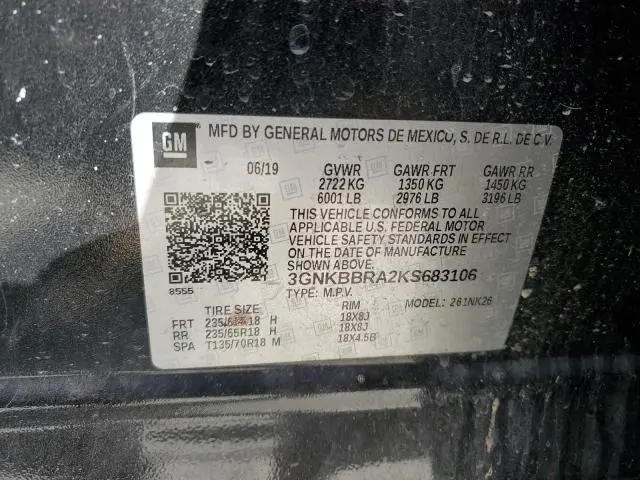 GM MFD BY GENERAL MOTORS DE MEXICO, S. DE R.L. DE C.V.
06/19 GVWR GAWR FRT GAWR RR
2722 KG 1350 KG 1450 KG
6001 LB 2976 LB 3196 LB
THIS VEHICLE CONFORMS TO ALL
APPLICABLE U.S. FEDERAL MOTOR
VEHICLE SAFETY STANDARDS IN EFFECT
ON THE DATE OF MANUFACTURE
SHOWN ABOVE.
3GNKBBRA2KS683106
8555 TYPE: M.P.V. MODEL: 261NK26
TIRE SIZE RIM
FRT 18 H 18X8J
RR 235/65R18 H 18X8J
SPA T135/70R18 M 18X4.5B